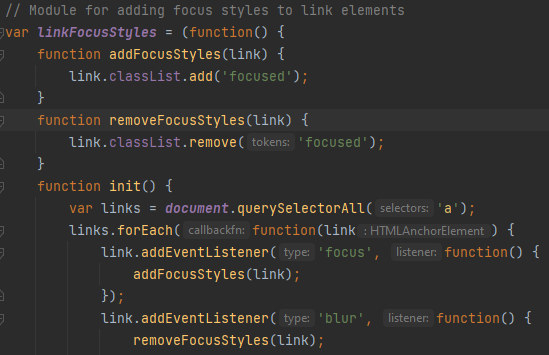 // Module for adding focus styles to link elements
var linkFocusStyles = (function() {
    function addFocusStyles(link) {
        link.classList.add('focused');
    }
    function removeFocusStyles(link) {
        link.classList.remove( tokens: 'focused');
    }
    function init() {
        var links = document.querySelectorAll( selectors: 'a');
        links.forEach( callbackfn: function(link : HTMLAnchorElement ) {
            link.addEventListener( type: 'focus', listener: function() {
                addFocusStyles(link);
            });
            link.addEventListener( type: 'blur', listener: function() {
                removeFocusStyles(link);